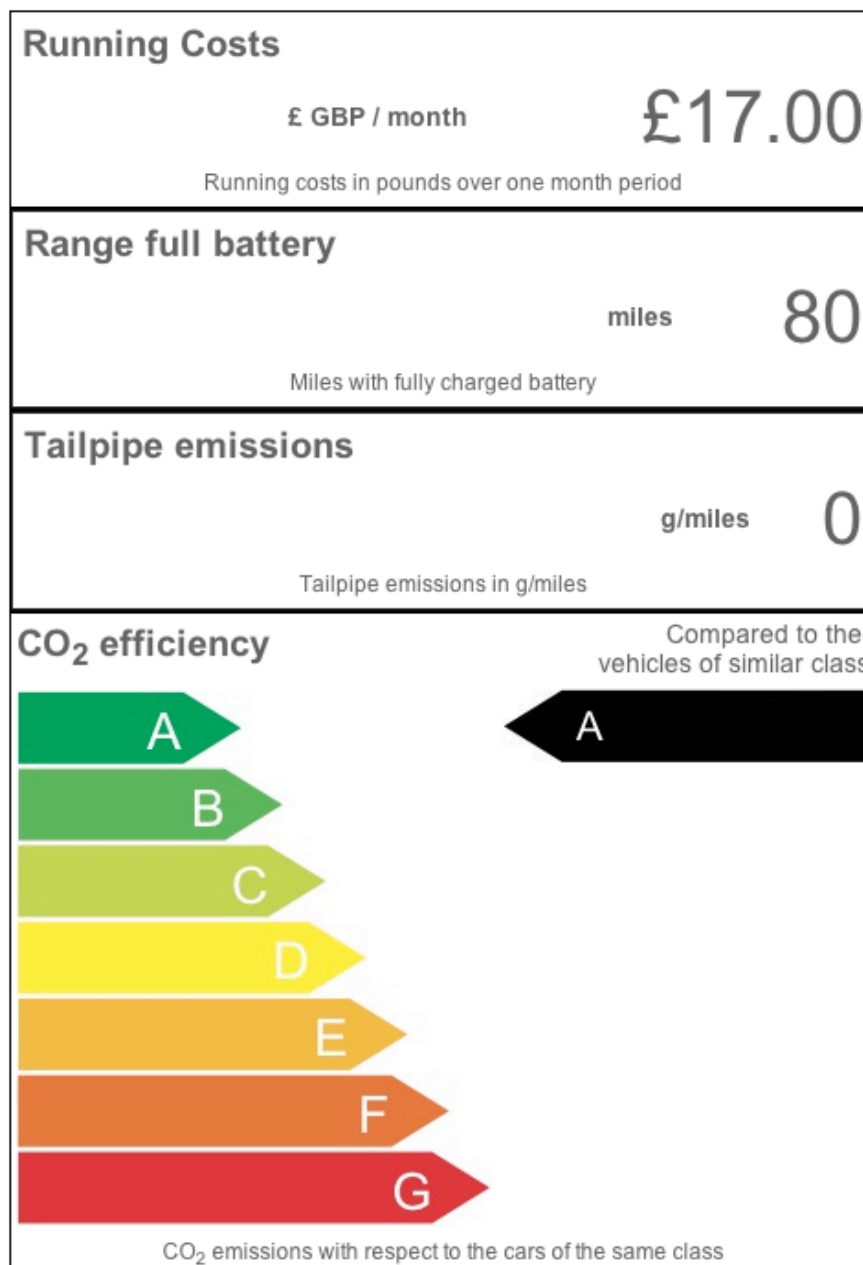 Running Costs
£ GBP / month £17.00
Running costs in pounds over one month period
Range full battery
miles 80
Miles with fully charged battery
Tailpipe emissions
g/miles 0
Tailpipe emissions in g/miles
CO₂ efficiency
Compared to the
vehicles of similar class
A A
B
C
D
E
F
G
CO₂ emissions with respect to the cars of the same class